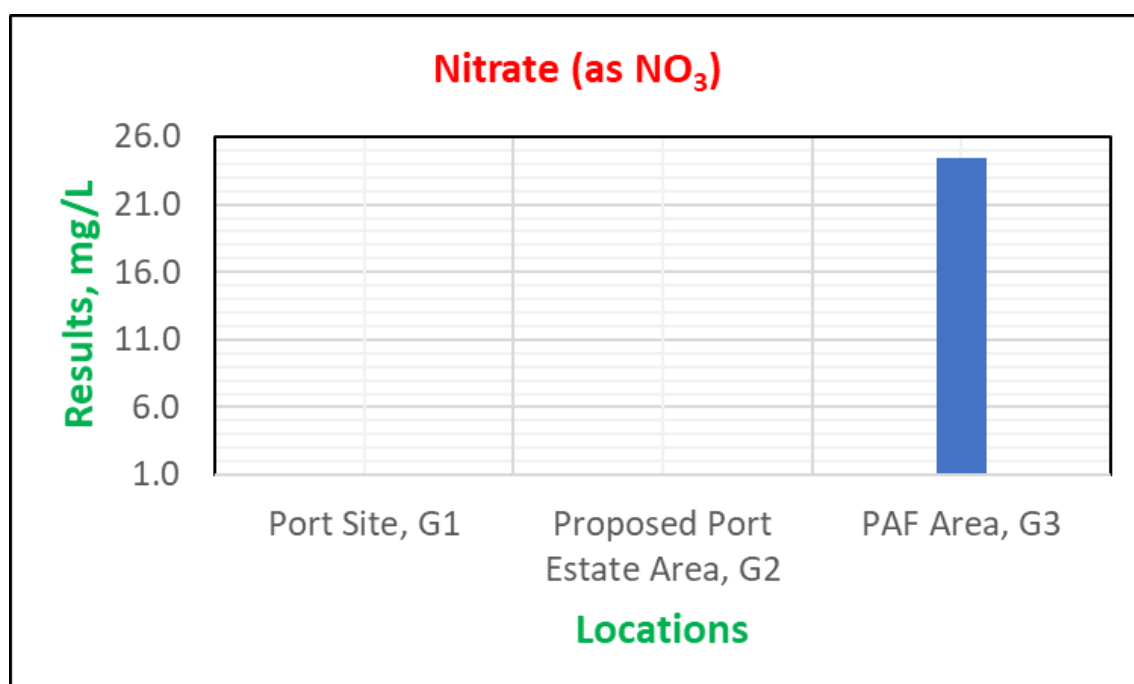 Nitrate (as NO₃)
Results, mg/L
26.0
21.0
16.0
11.0
6.0
1.0
Port Site, G1
Proposed Port
Estate Area, G2
PAF Area, G3
Locations